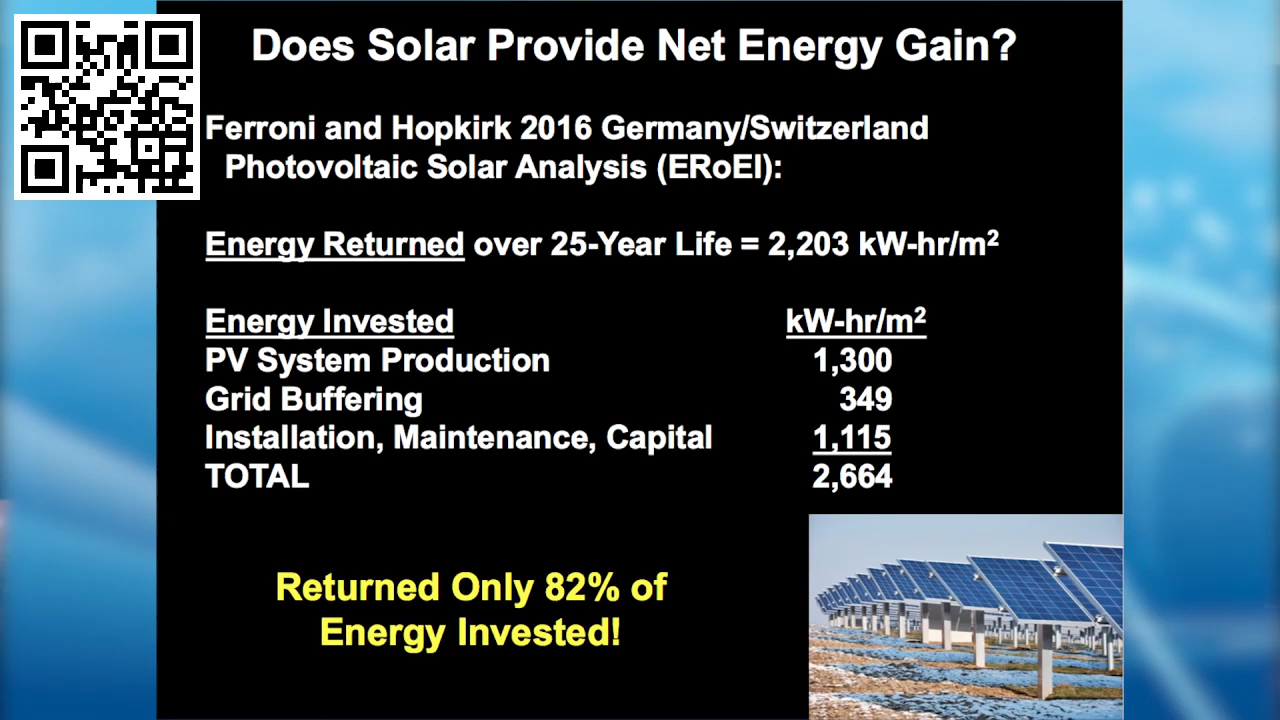 Does Solar Provide Net Energy Gain?
Ferroni and Hopkirk 2016 Germany/Switzerland
Photovoltaic Solar Analysis (ERoEI):
Energy Returned over 25-Year Life = 2,203 kW-hr/m²
Energy Invested kW-hr/m²
PV System Production 1,300
Grid Buffering 349
Installation, Maintenance, Capital 1,115
TOTAL 2,664
Returned Only 82% of
Energy Invested!